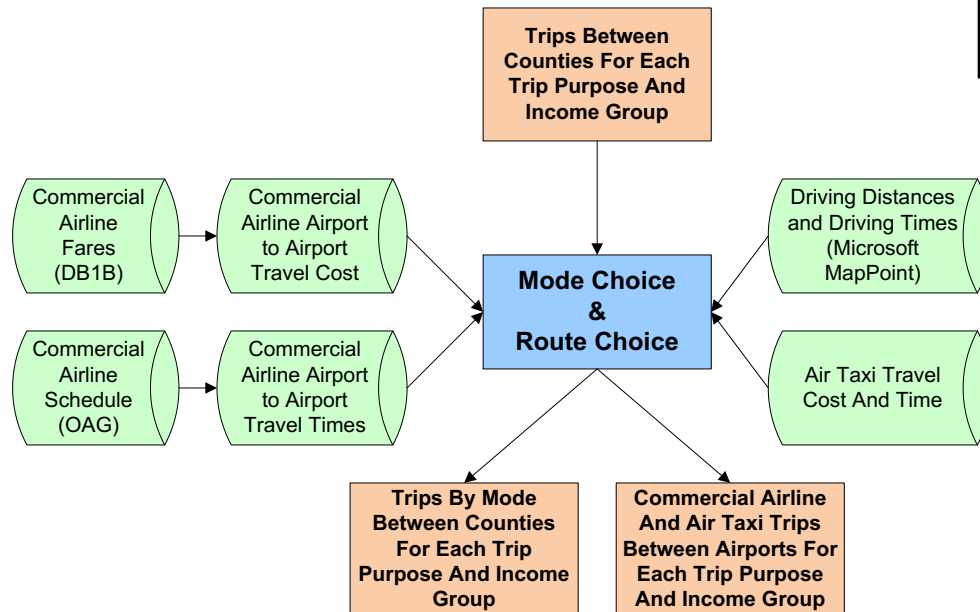 Trips Between
Counties For Each
Trip Purpose And
Income Group
Commercial
Airline
Fares
(DB1B)
Commercial
Airline Airport
to Airport
Travel Cost
Driving Distances
and Driving Times
(Microsoft
MapPoint)
Mode Choice
&
Route Choice
Commercial
Airline
Schedule
(OAG)
Commercial
Airline Airport
to Airport
Travel Times
Air Taxi Travel
Cost And Time
Trips By Mode
Between Counties
For Each Trip
Purpose And Income
Group
Commercial Airline
And Air Taxi Trips
Between Airports For
Each Trip Purpose
And Income Group